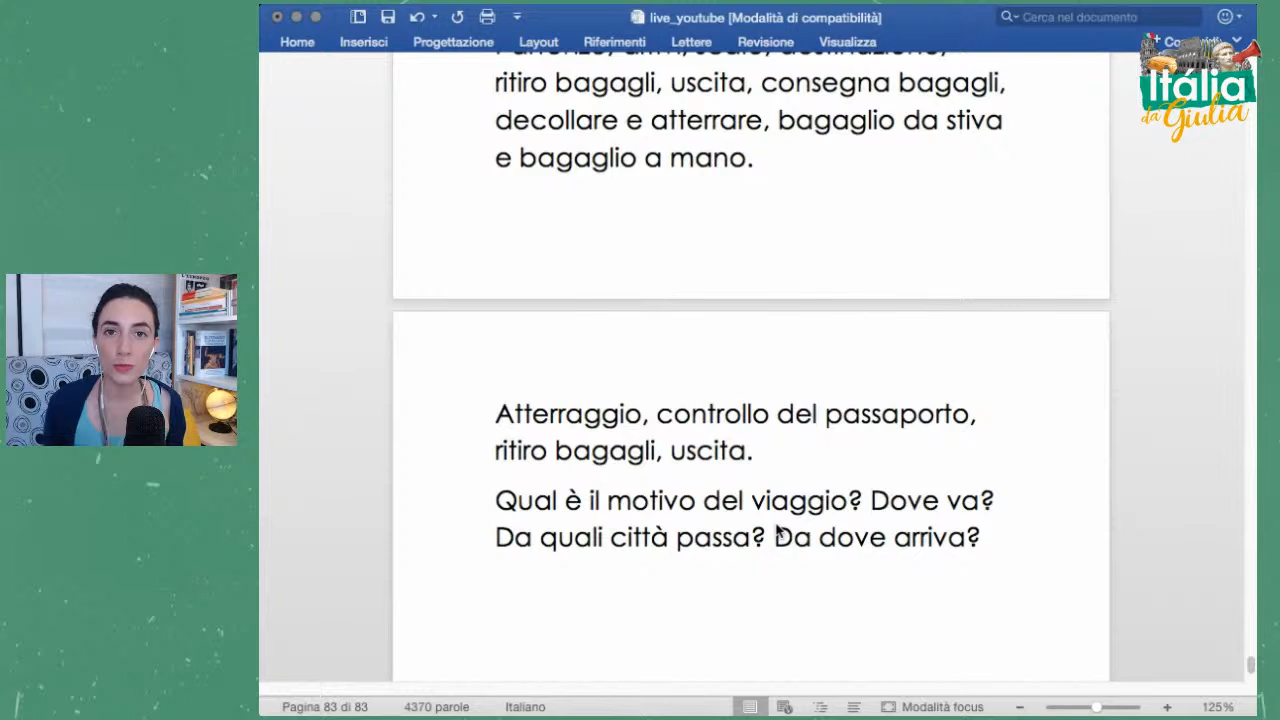 live_youtube [Modalità di compatibilità]
Cerca nel documento
Home Inserisci Progettazione Layout Riferimenti Lettere Revisione Visualizza
Itália
da Giulia
ritiro bagagli, uscita, consegna bagagli,
decollare e atterrare, bagaglio da stiva
e bagaglio a mano.
Atterraggio, controllo del passaporto,
ritiro bagagli, uscita.
Qual è il motivo del viaggio? Dove va?
Da quali città passa? Da dove arriva?
Pagina 83 di 83 4370 parole Italiano Modalità focus 125%